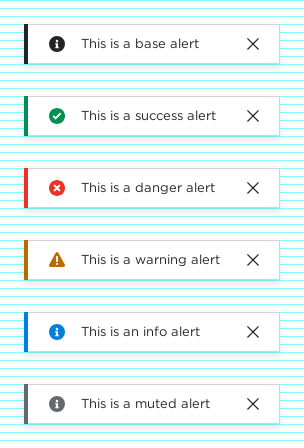 This is a base alert
This is a success alert
This is a danger alert
This is a warning alert
This is an info alert
This is a muted alert